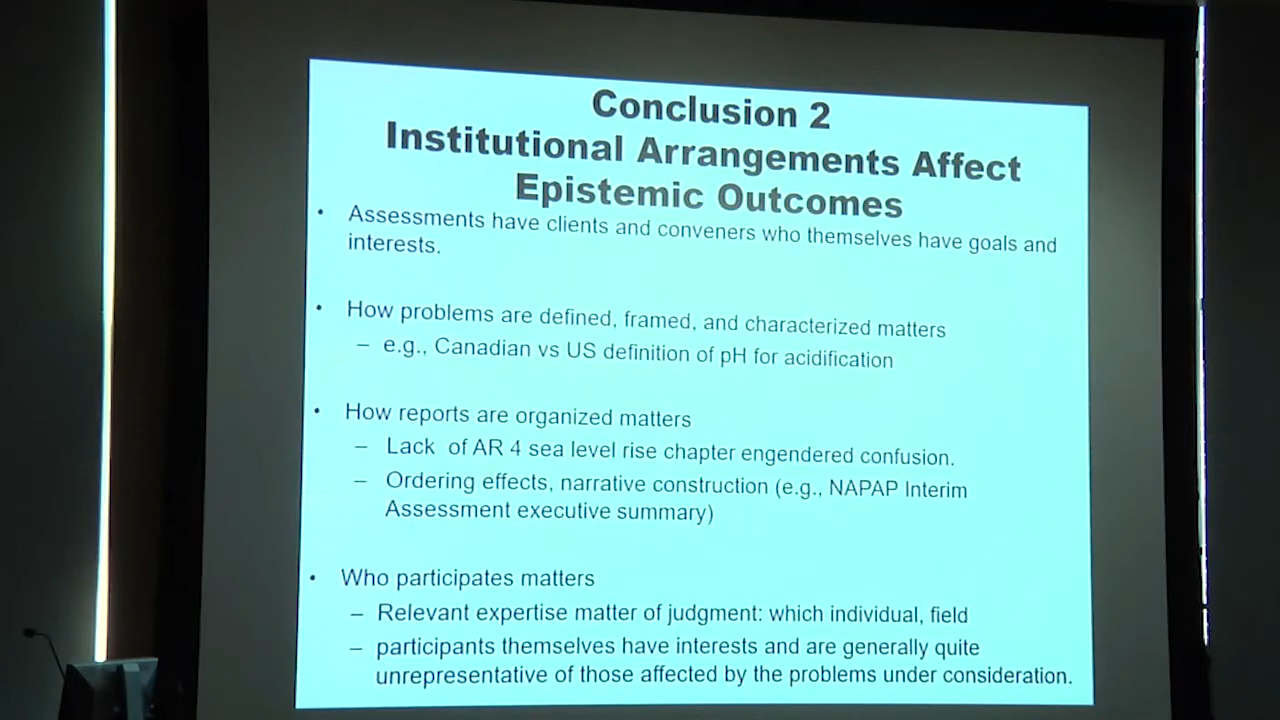 Conclusion 2
Institutional Arrangements Affect
Epistemic Outcomes
• Assessments have clients and conveners who themselves have goals and
interests.
• How problems are defined, framed, and characterized matters
– e.g., Canadian vs US definition of pH for acidification
• How reports are organized matters
– Lack of AR 4 sea level rise chapter engendered confusion.
– Ordering effects, narrative construction (e.g., NAPAP Interim
Assessment executive summary)
• Who participates matters
– Relevant expertise matter of judgment: which individual, field
– participants themselves have interests and are generally quite
unrepresentative of those affected by the problems under consideration.